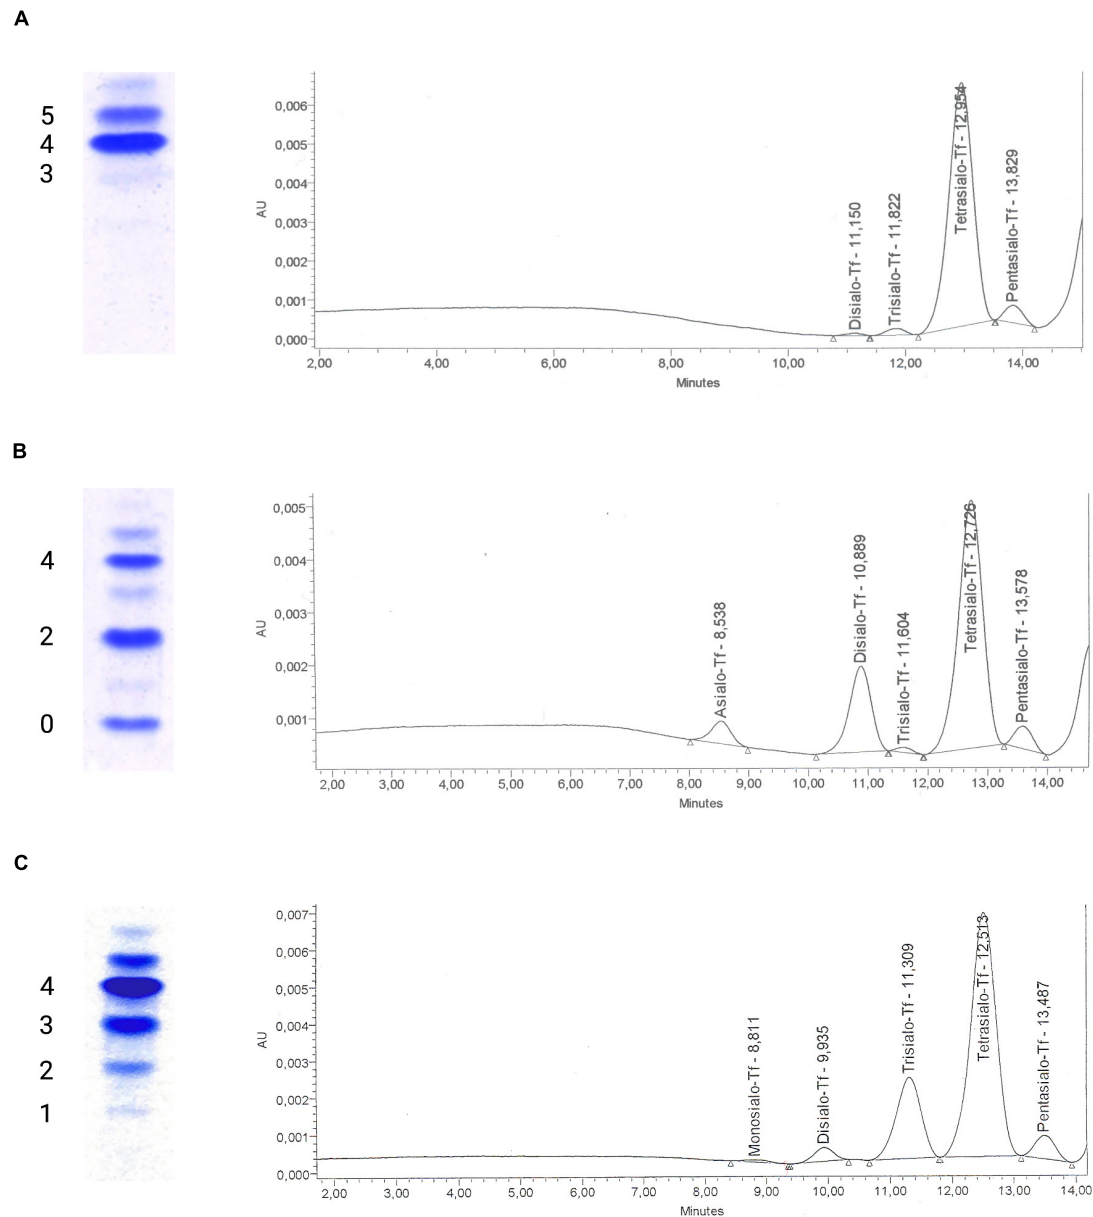 A
5
4
3
AU
0,006
0,005
0,004
0,003
0,002
0,001
0,000
Disialo-Tf - 11,150
Trisialo-Tf - 11,822
Tetrasialo-Tf - 12,954
Pentasialo-Tf - 13,829
2,00 4,00 6,00 8,00 10,00 12,00 14,00
Minutes
B
4
2
0
AU
0,005
0,004
0,003
0,002
0,001
Asialo-Tf - 8,538
Disialo-Tf - 10,889
Trisialo-Tf - 11,604
Tetrasialo-Tf - 12,726
Pentasialo-Tf - 13,578
2,00 3,00 4,00 5,00 6,00 7,00 8,00 9,00 10,00 11,00 12,00 13,00 14,00
Minutes
C
4
3
2
1
AU
0,007
0,006
0,005
0,004
0,003
0,002
0,001
0,000
Monosialo-Tf - 8,811
Disialo-Tf - 9,935
Trisialo-Tf - 11,309
Tetrasialo-Tf - 12,513
Pentasialo-Tf - 13,487
2,00 3,00 4,00 5,00 6,00 7,00 8,00 9,00 10,00 11,00 12,00 13,00 14,00
Minutes